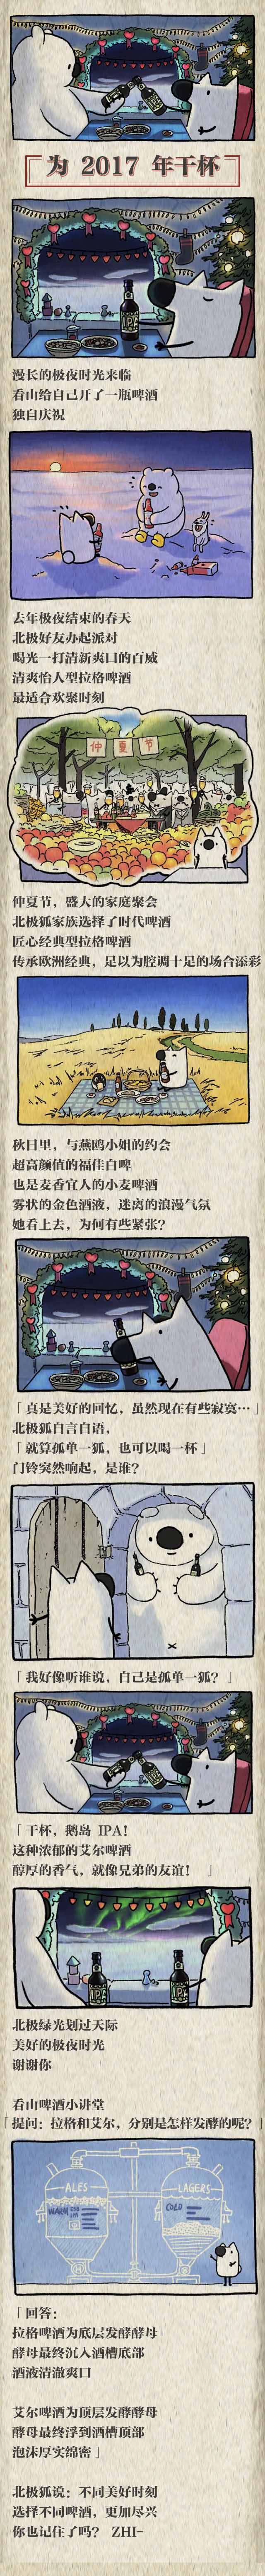 为 2017 年干杯
IPE
漫长的极夜时光来临
看山给自己开了一瓶啤酒
独自庆祝
去年极夜结束的春天
北极好友办起派对
喝光一打清新爽口的百威
清爽怡人型拉格啤酒
最适合欢聚时刻
仲夏节
仲夏节，盛大的家庭聚会
北极狐家族选择了时代啤酒
匠心经典型拉格啤酒
传承欧洲经典，足以为腔调十足的场合添彩
秋日里，与燕鸥小姐的约会
超高颜值的福佳白啤
也是麦香宜人的小麦啤酒
雾状的金色酒液，迷离的浪漫气氛
她看上去，为何有些紧张？
「真是美好的回忆，虽然现在有些寂寞…」
北极狐自言自语，
「就算孤单一狐，也可以喝一杯」
门铃突然响起，是谁？
「我好像听谁说，自己是孤单一狐？」
「干杯，鹅岛 IPA！
这种浓郁的艾尔啤酒
醇厚的香气，就像兄弟的友谊！」
IPE
IPE
北极绿光划过天际
美好的极夜时光
谢谢你
看山啤酒小讲堂
「提问：拉格和艾尔，分别是怎样发酵的呢？」
ALES
LAGERS
WARM
COLD
「回答：
拉格啤酒为底层发酵酵母
酵母最终沉入酒槽底部
酒液清澈爽口
艾尔啤酒为顶层发酵酵母
酵母最终浮到酒槽顶部
泡沫厚实绵密」
北极狐说：不同美好时刻
选择不同啤酒，更加尽兴
你也记住了吗？ ZHI~